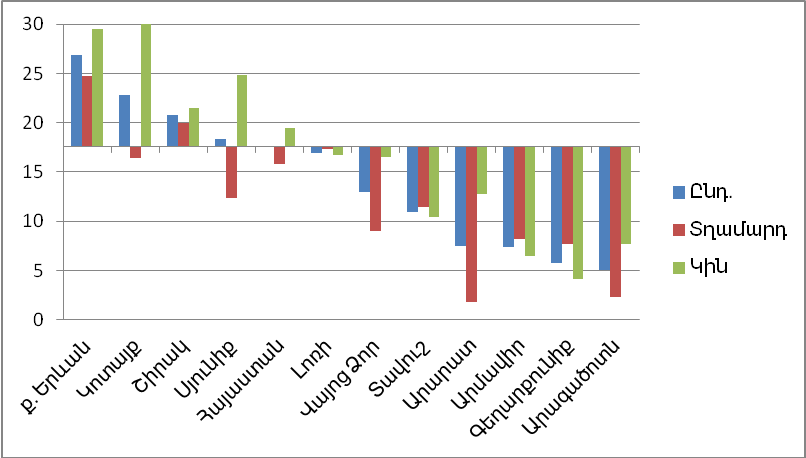 30
25
20
15
10
5
0
ք. Երևան
Կոտայք
Շիրակ
Սյունիք
Հայաստան
Լոռի
Վայոց Ձոր
Տավուշ
Արարատ
Արմավիր
Գեղարքունիք
Արագածոտն
Ընդ.
Տղամարդ
Կին